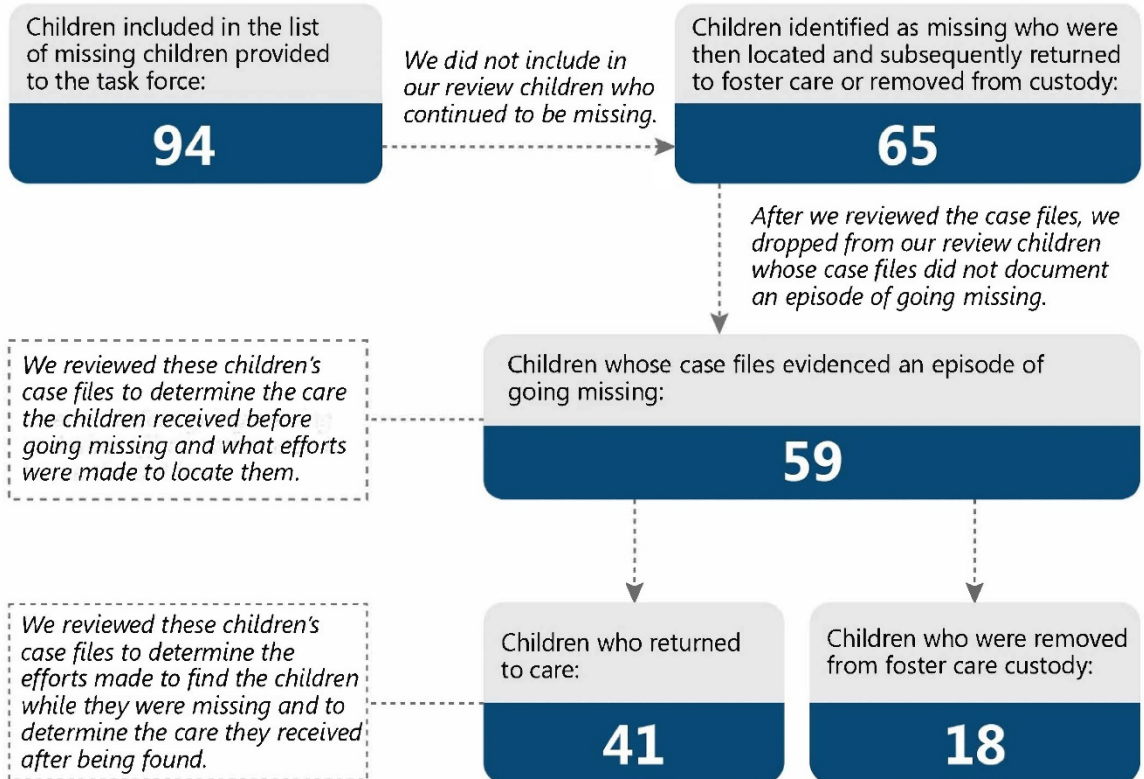 Children included in the list
of missing children provided
to the task force:
94
We did not include in
our review children who
continued to be missing.
Children identified as missing who were
then located and subsequently returned
to foster care or removed from custody:
65
After we reviewed the case files, we
dropped from our review children
whose case files did not document
an episode of going missing.
We reviewed these children's
case files to determine the care
the children received before
going missing and what efforts
were made to locate them.
Children whose case files evidenced an episode of
going missing:
59
We reviewed these children's
case files to determine the
efforts made to find the children
while they were missing and to
determine the care they received
after being found.
Children who returned
to care:
41
Children who were removed
from foster care custody:
18